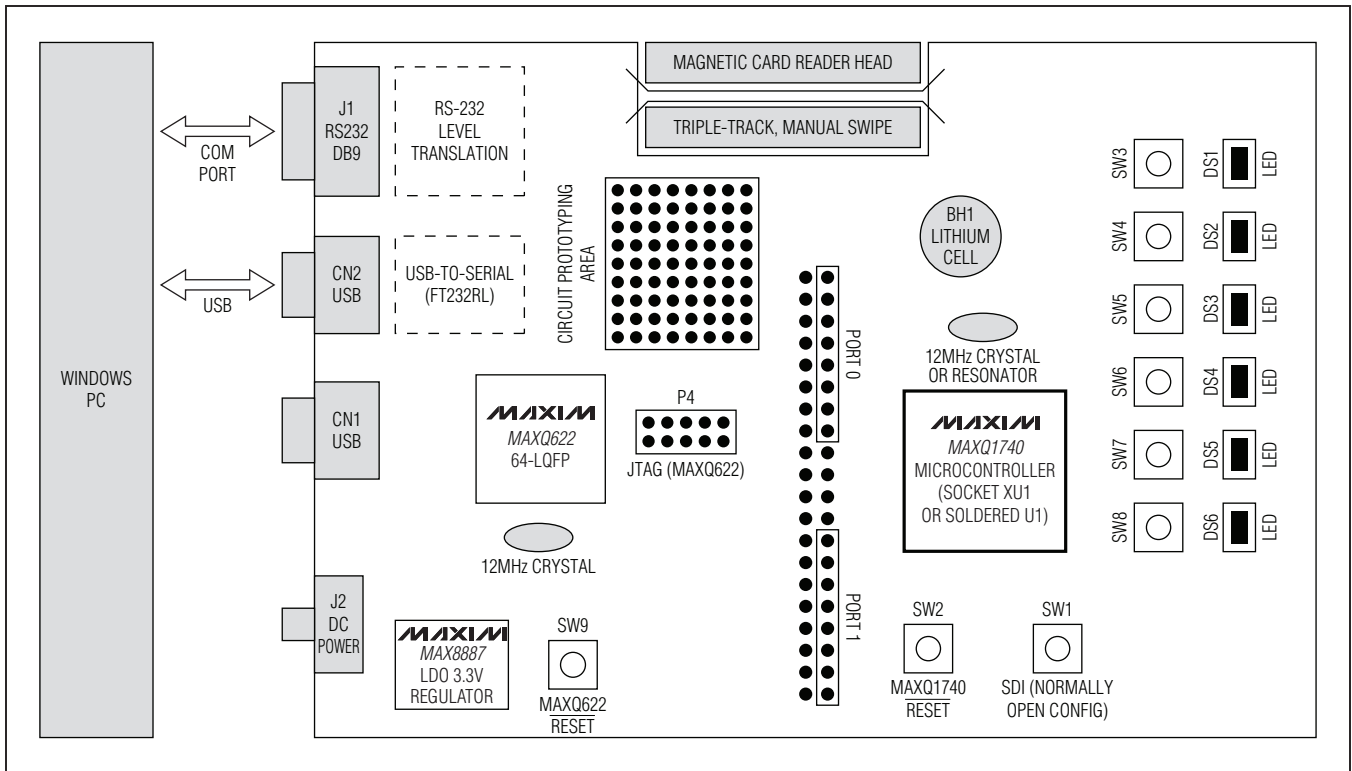 WINDOWS
PC
COM
PORT
USB
J1
RS232
DB9
RS-232
LEVEL
TRANSLATION
CN2
USB
USB-TO-SERIAL
(FT232RL)
CN1
USB
J2
DC
POWER
MAGNETIC CARD READER HEAD
TRIPLE-TRACK, MANUAL SWIPE
CIRCUIT PROTOTYPING
AREA
MAXIM
MAXQ622
64-LQFP
P4
JTAG (MAXQ622)
12MHz CRYSTAL
MAXIM
MAX8887
LDO 3.3V
REGULATOR
SW9
MAXQ622
RESET
PORT 0
PORT 1
BH1
LITHIUM
CELL
12MHz CRYSTAL
OR RESONATOR
MAXIM
MAXQ1740
MICROCONTROLLER
(SOCKET XU1
OR SOLDERED U1)
SW2
MAXQ1740
RESET
SW1
SDI (NORMALLY
OPEN CONFIG)
SW3
DS1
LED
SW4
DS2
LED
SW5
DS3
LED
SW6
DS4
LED
SW7
DS5
LED
SW8
DS6
LED